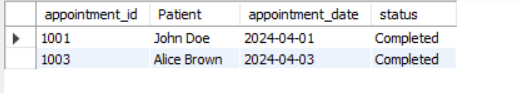 appointment_id Patient appointment_date status
1001 John Doe 2024-04-01 Completed
1003 Alice Brown 2024-04-03 Completed